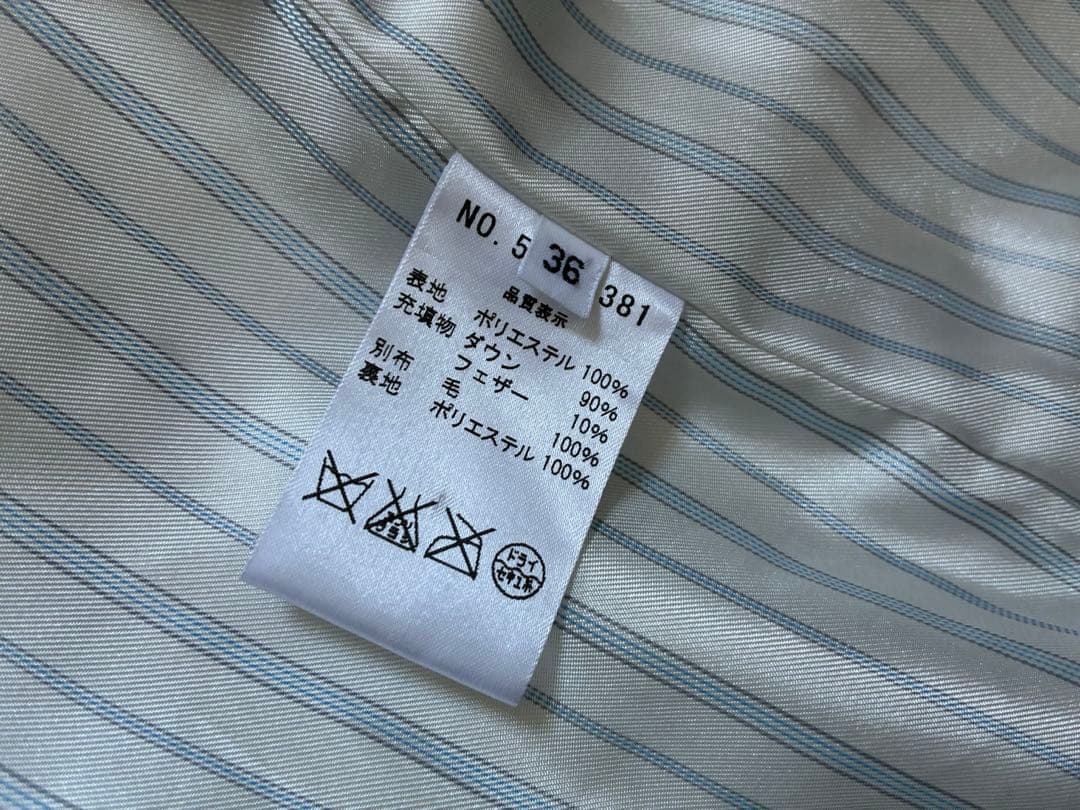 NO.5 381
36
品質表示
表地 ポリエステル 100%
充填物 ダウン 90%
フェザー 10%
別布 毛 100%
裏地 ポリエステル 100%
ドライ
セキユ系